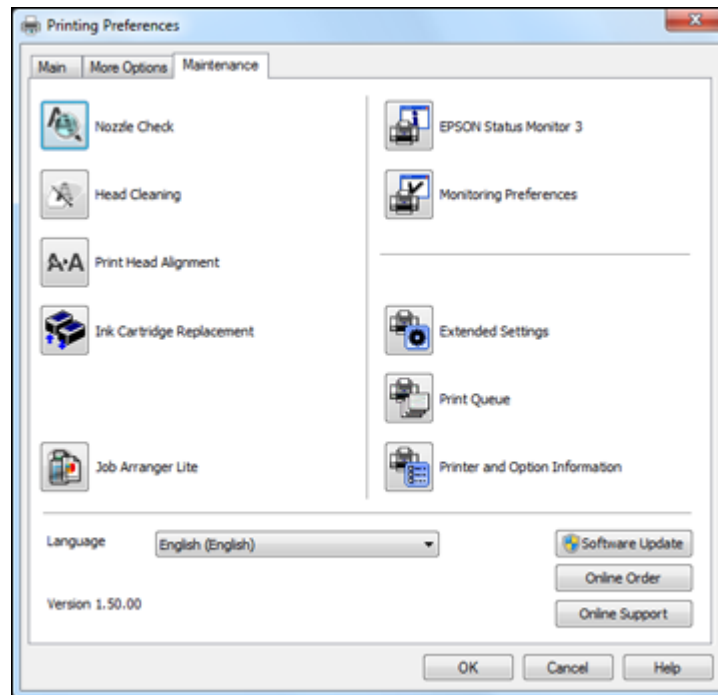 Printing Preferences
Main
More Options
Maintenance
Nozzle Check
EPSON Status Monitor 3
Head Cleaning
Monitoring Preferences
A·A Print Head Alignment
Ink Cartridge Replacement
Extended Settings
Print Queue
Job Arranger Lite
Printer and Option Information
Language
English (English)
Software Update
Online Order
Version 1.50.00
Online Support
OK
Cancel
Help